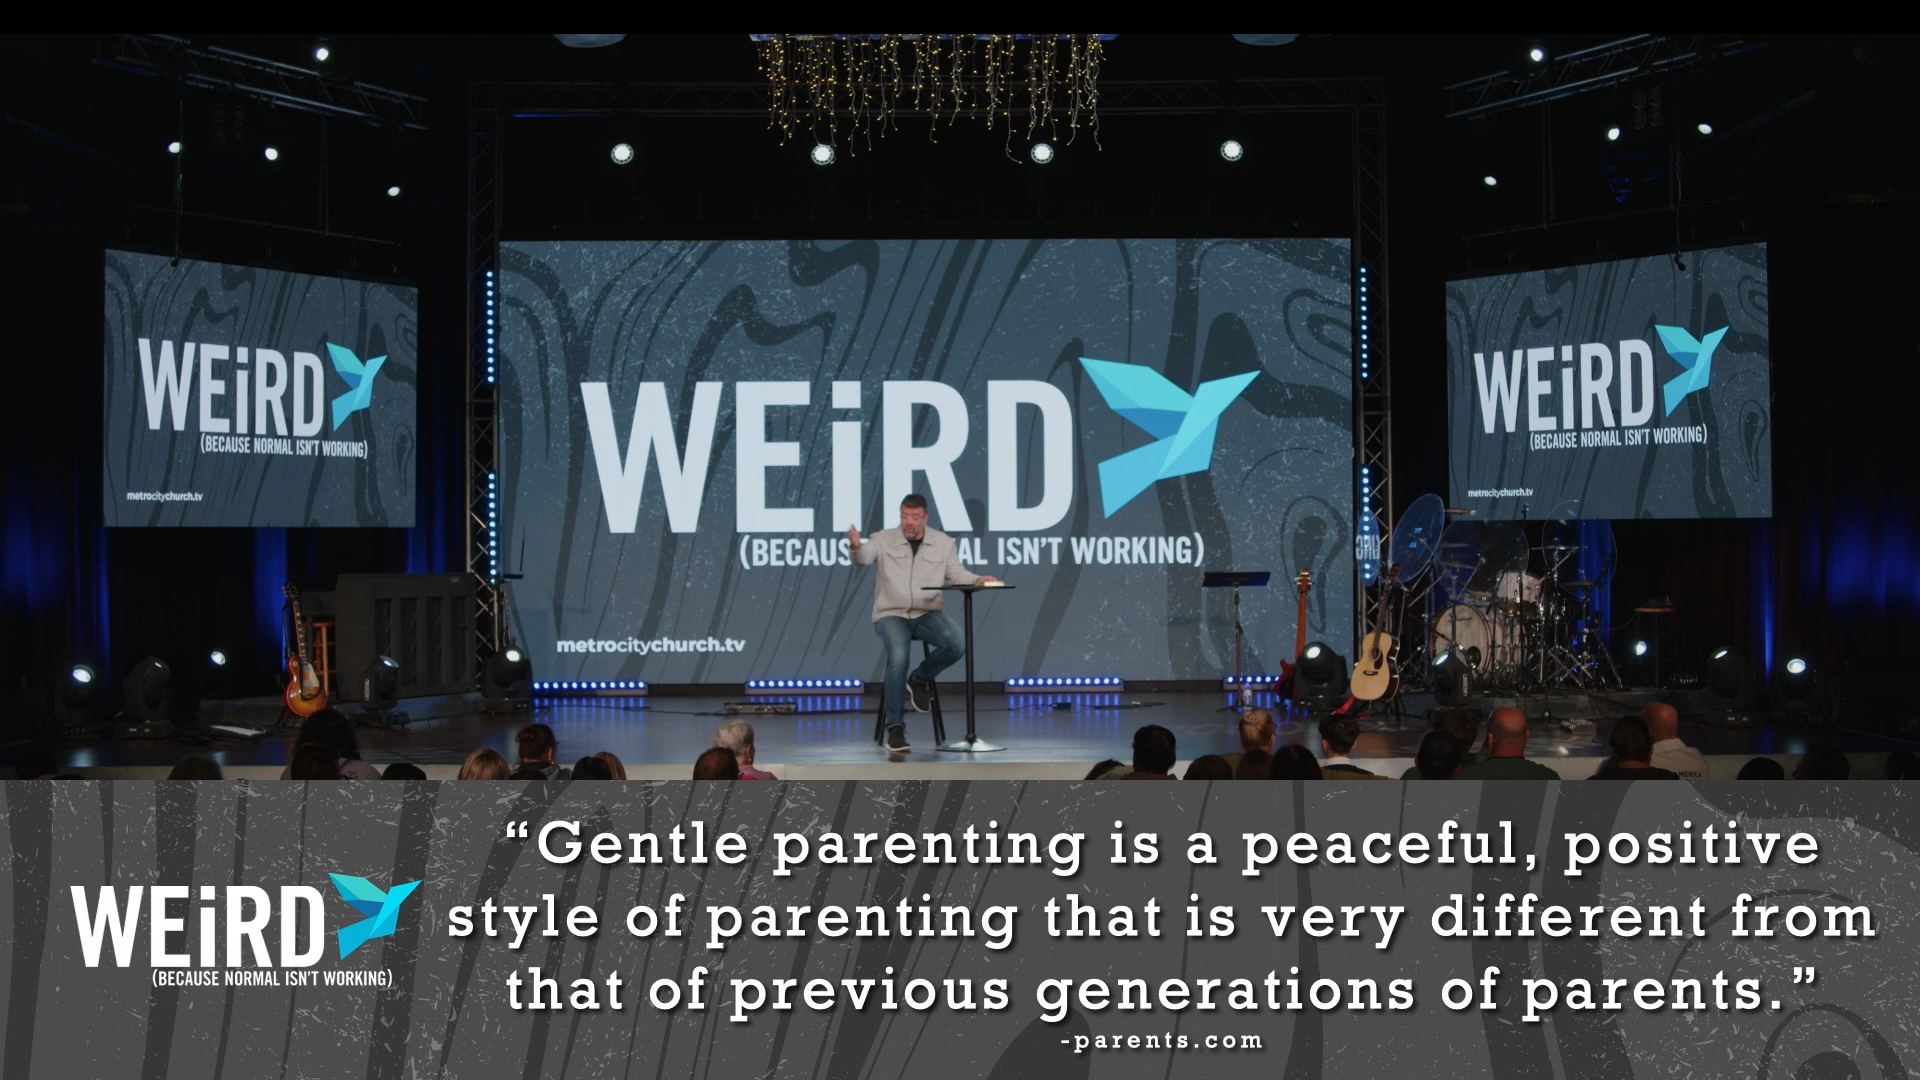 WEiRD
(BECAUSE NORMAL ISN'T WORKING)
metrocitychurch.tv
WEiRD
(BECAUS AL ISN'T WORKING)
metrocitychurch.tv
WEiRD
(BECAUSE NORMAL ISN'T WORKING)
metrocitychurch.tv
WEiRD
(BECAUSE NORMAL ISN'T WORKING)
“Gentle parenting is a peaceful, positive
style of parenting that is very different from
that of previous generations of parents.”
-parents.com